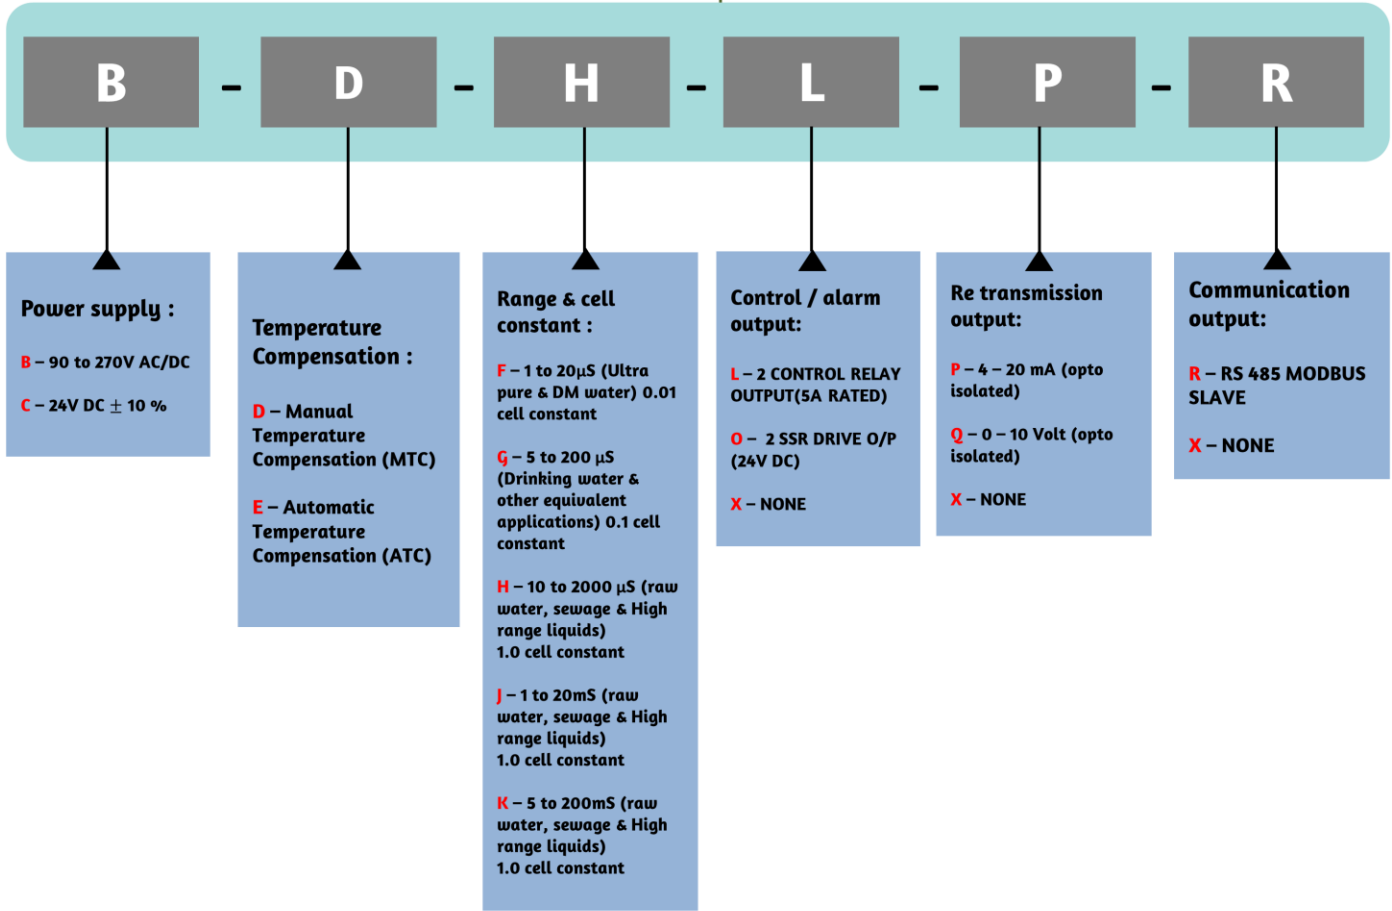 B - D - H - L - P - R
Power supply :
B – 90 to 270V AC/DC
C – 24V DC ± 10 %
Temperature
Compensation :
D – Manual
Temperature
Compensation (MTC)
E – Automatic
Temperature
Compensation (ATC)
Range & cell
constant :
F – 1 to 20µS (Ultra
pure & DM water) 0.01
cell constant
G – 5 to 200 µS
(Drinking water &
other equivalent
applications) 0.1 cell
constant
H – 10 to 2000 µS (raw
water, sewage & High
range liquids)
1.0 cell constant
J – 1 to 20mS (raw
water, sewage & High
range liquids)
1.0 cell constant
K – 5 to 200mS (raw
water, sewage & High
range liquids)
1.0 cell constant
Control / alarm
output:
L – 2 CONTROL RELAY
OUTPUT(5A RATED)
O – 2 SSR DRIVE O/P
(24V DC)
X – NONE
Re transmission
output:
P – 4 – 20 mA (opto
isolated)
Q – 0 – 10 Volt (opto
isolated)
X – NONE
Communication
output:
R – RS 485 MODBUS
SLAVE
X – NONE